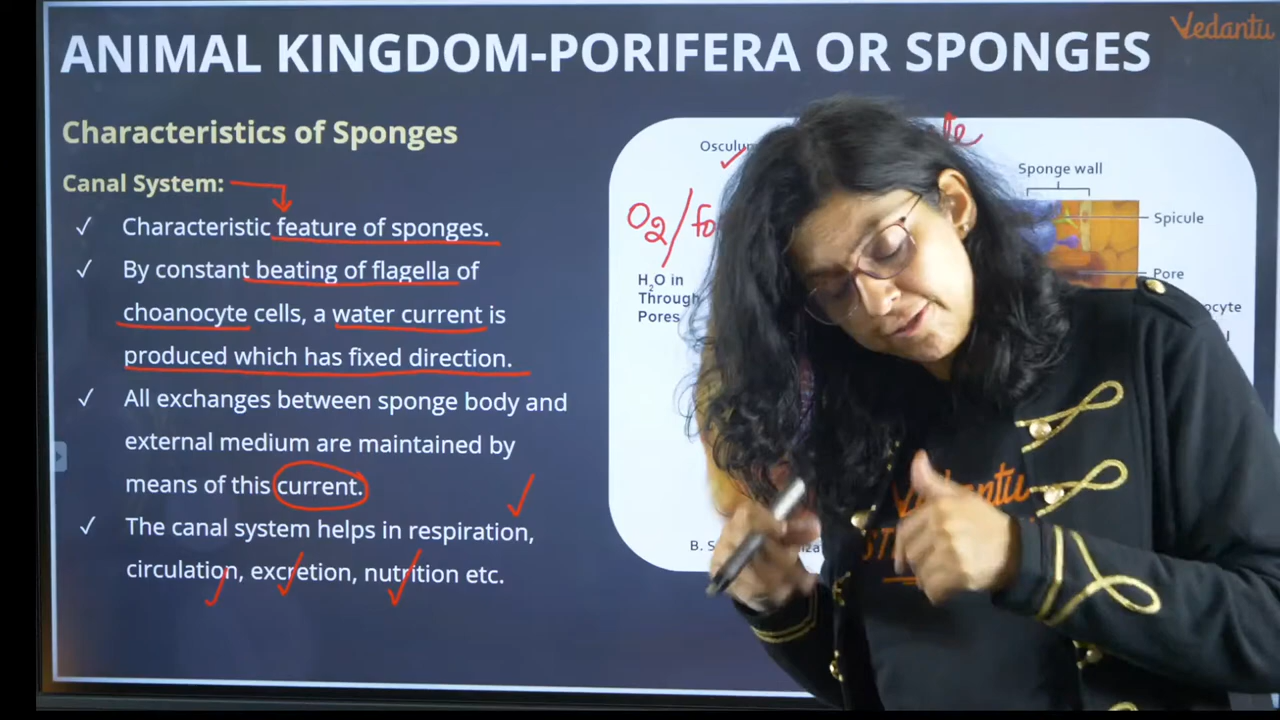 Vedantu
ANIMAL KINGDOM-PORIFERA OR SPONGES
Characteristics of Sponges
Canal System:
✓ Characteristic feature of sponges.
✓ By constant beating of flagella of
choanocyte cells, a water current is
produced which has fixed direction.
✓ All exchanges between sponge body and
external medium are maintained by
means of this current.
✓ The canal system helps in respiration,
circulation, excretion, nutrition etc.
Sponge wall
O2/
Spicule
H2O in
Through
Pores
Pore
B.
Vedantu